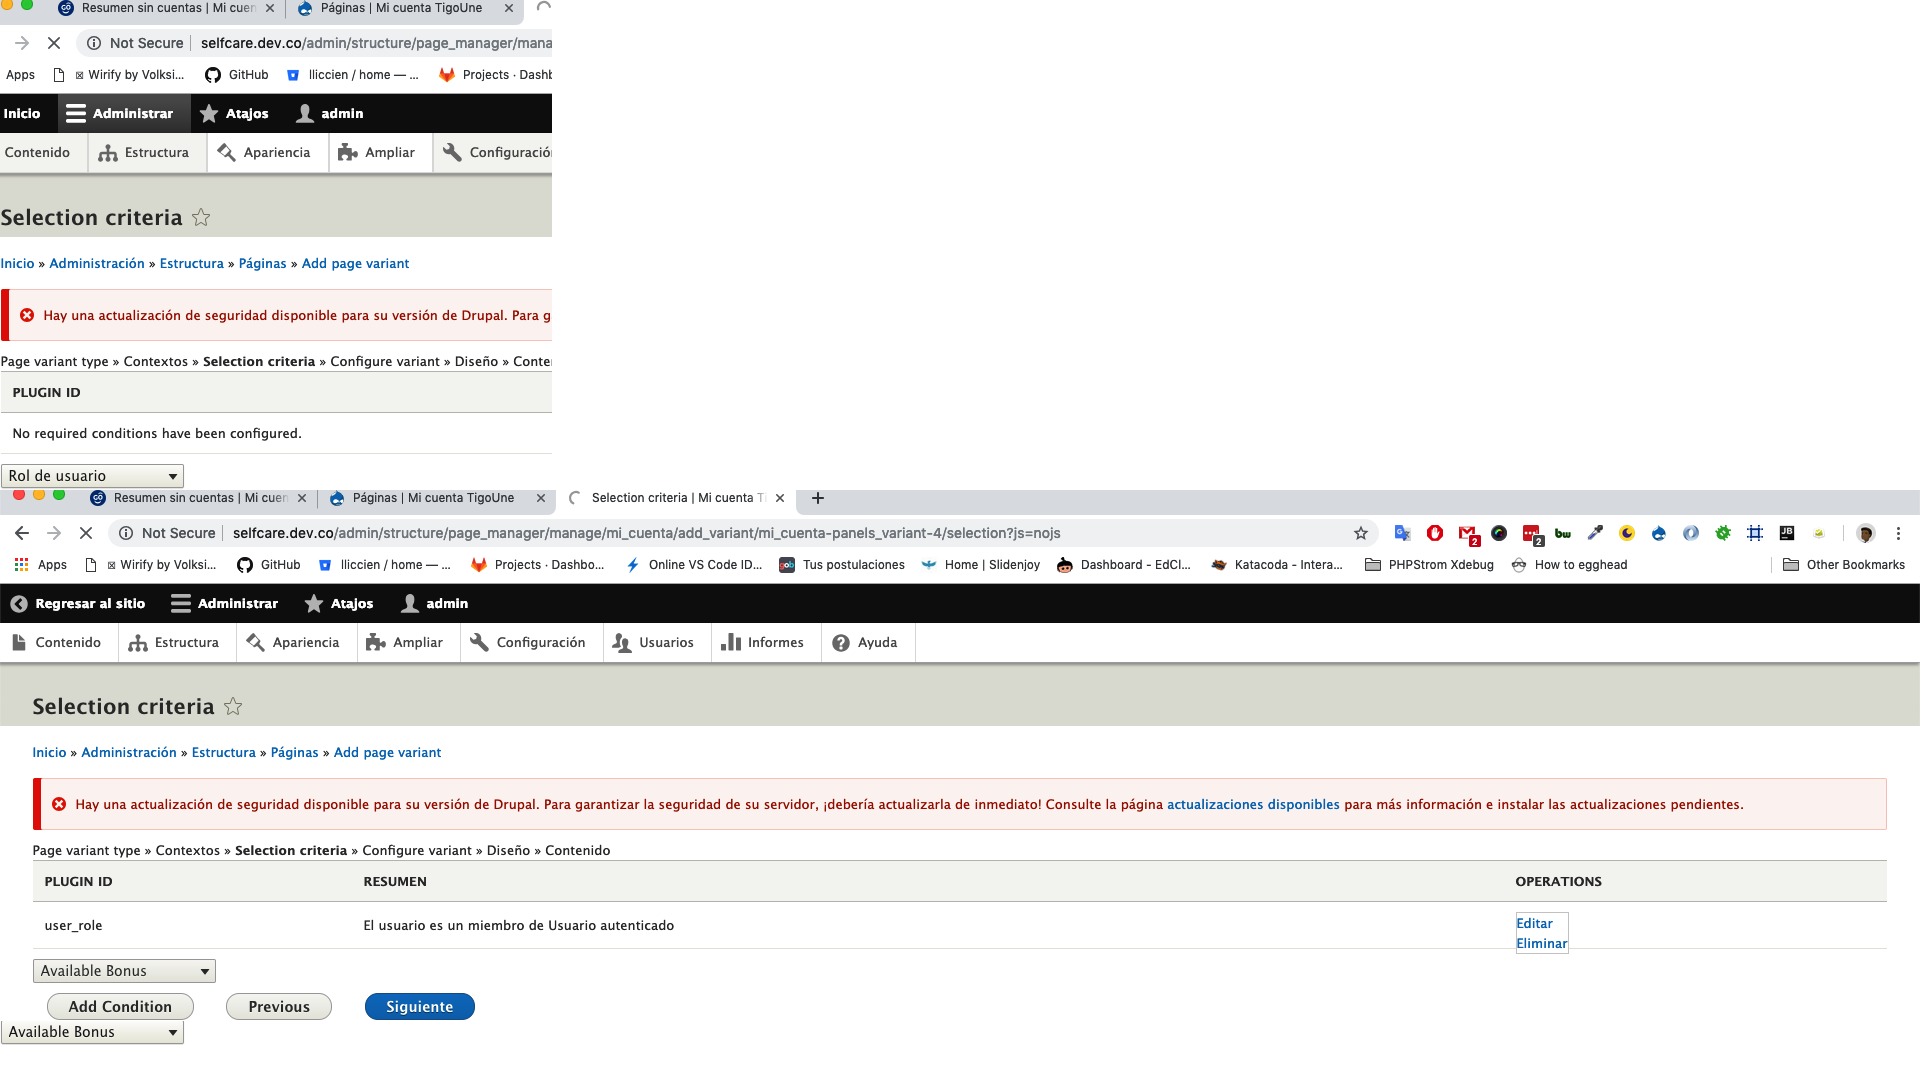 Resumen sin cuentas | Mi cuen
Páginas | Mi cuenta TigoUne
Not Secure
selfcare.dev.co/admin/structure/page_manager/mana
Apps
Wirify by Volksi...
GitHub
lliccien / home — ...
Projects · Dashb
Inicio
Administrar
Atajos
admin
Contenido
Estructura
Apariencia
Ampliar
Configuració
Selection criteria
Inicio » Administración » Estructura » Páginas » Add page variant
Hay una actualización de seguridad disponible para su versión de Drupal. Para g
Page variant type » Contextos » Selection criteria » Configure variant » Diseño » Conte
PLUGIN ID
No required conditions have been configured.
Rol de usuario
Resumen sin cuentas | Mi cuen
Páginas | Mi cuenta TigoUne
Selection criteria | Mi cuenta T
Not Secure
selfcare.dev.co/admin/structure/page_manager/manage/mi_cuenta/add_variant/mi_cuenta-panels_variant-4/selection?js=nojs
2
2
bw
JB
Apps
Wirify by Volksi...
GitHub
lliccien / home — ...
Projects · Dashbo...
Online VS Code ID...
gob
Tus postulaciones
Home | Slidenjoy
Dashboard - EdCl...
Katacoda - Intera...
PHPStrom Xdebug
How to egghead
Other Bookmarks
Regresar al sitio
Administrar
Atajos
admin
Contenido
Estructura
Apariencia
Ampliar
Configuración
Usuarios
Informes
Ayuda
Selection criteria
Inicio » Administración » Estructura » Páginas » Add page variant
Hay una actualización de seguridad disponible para su versión de Drupal. Para garantizar la seguridad de su servidor, ¡debería actualizarla de inmediato! Consulte la página actualizaciones disponibles para más información e instalar las actualizaciones pendientes.
Page variant type » Contextos » Selection criteria » Configure variant » Diseño » Contenido
PLUGIN ID
RESUMEN
OPERATIONS
user_role
El usuario es un miembro de Usuario autenticado
Editar
Eliminar
Available Bonus
Add Condition
Previous
Siguiente
Available Bonus